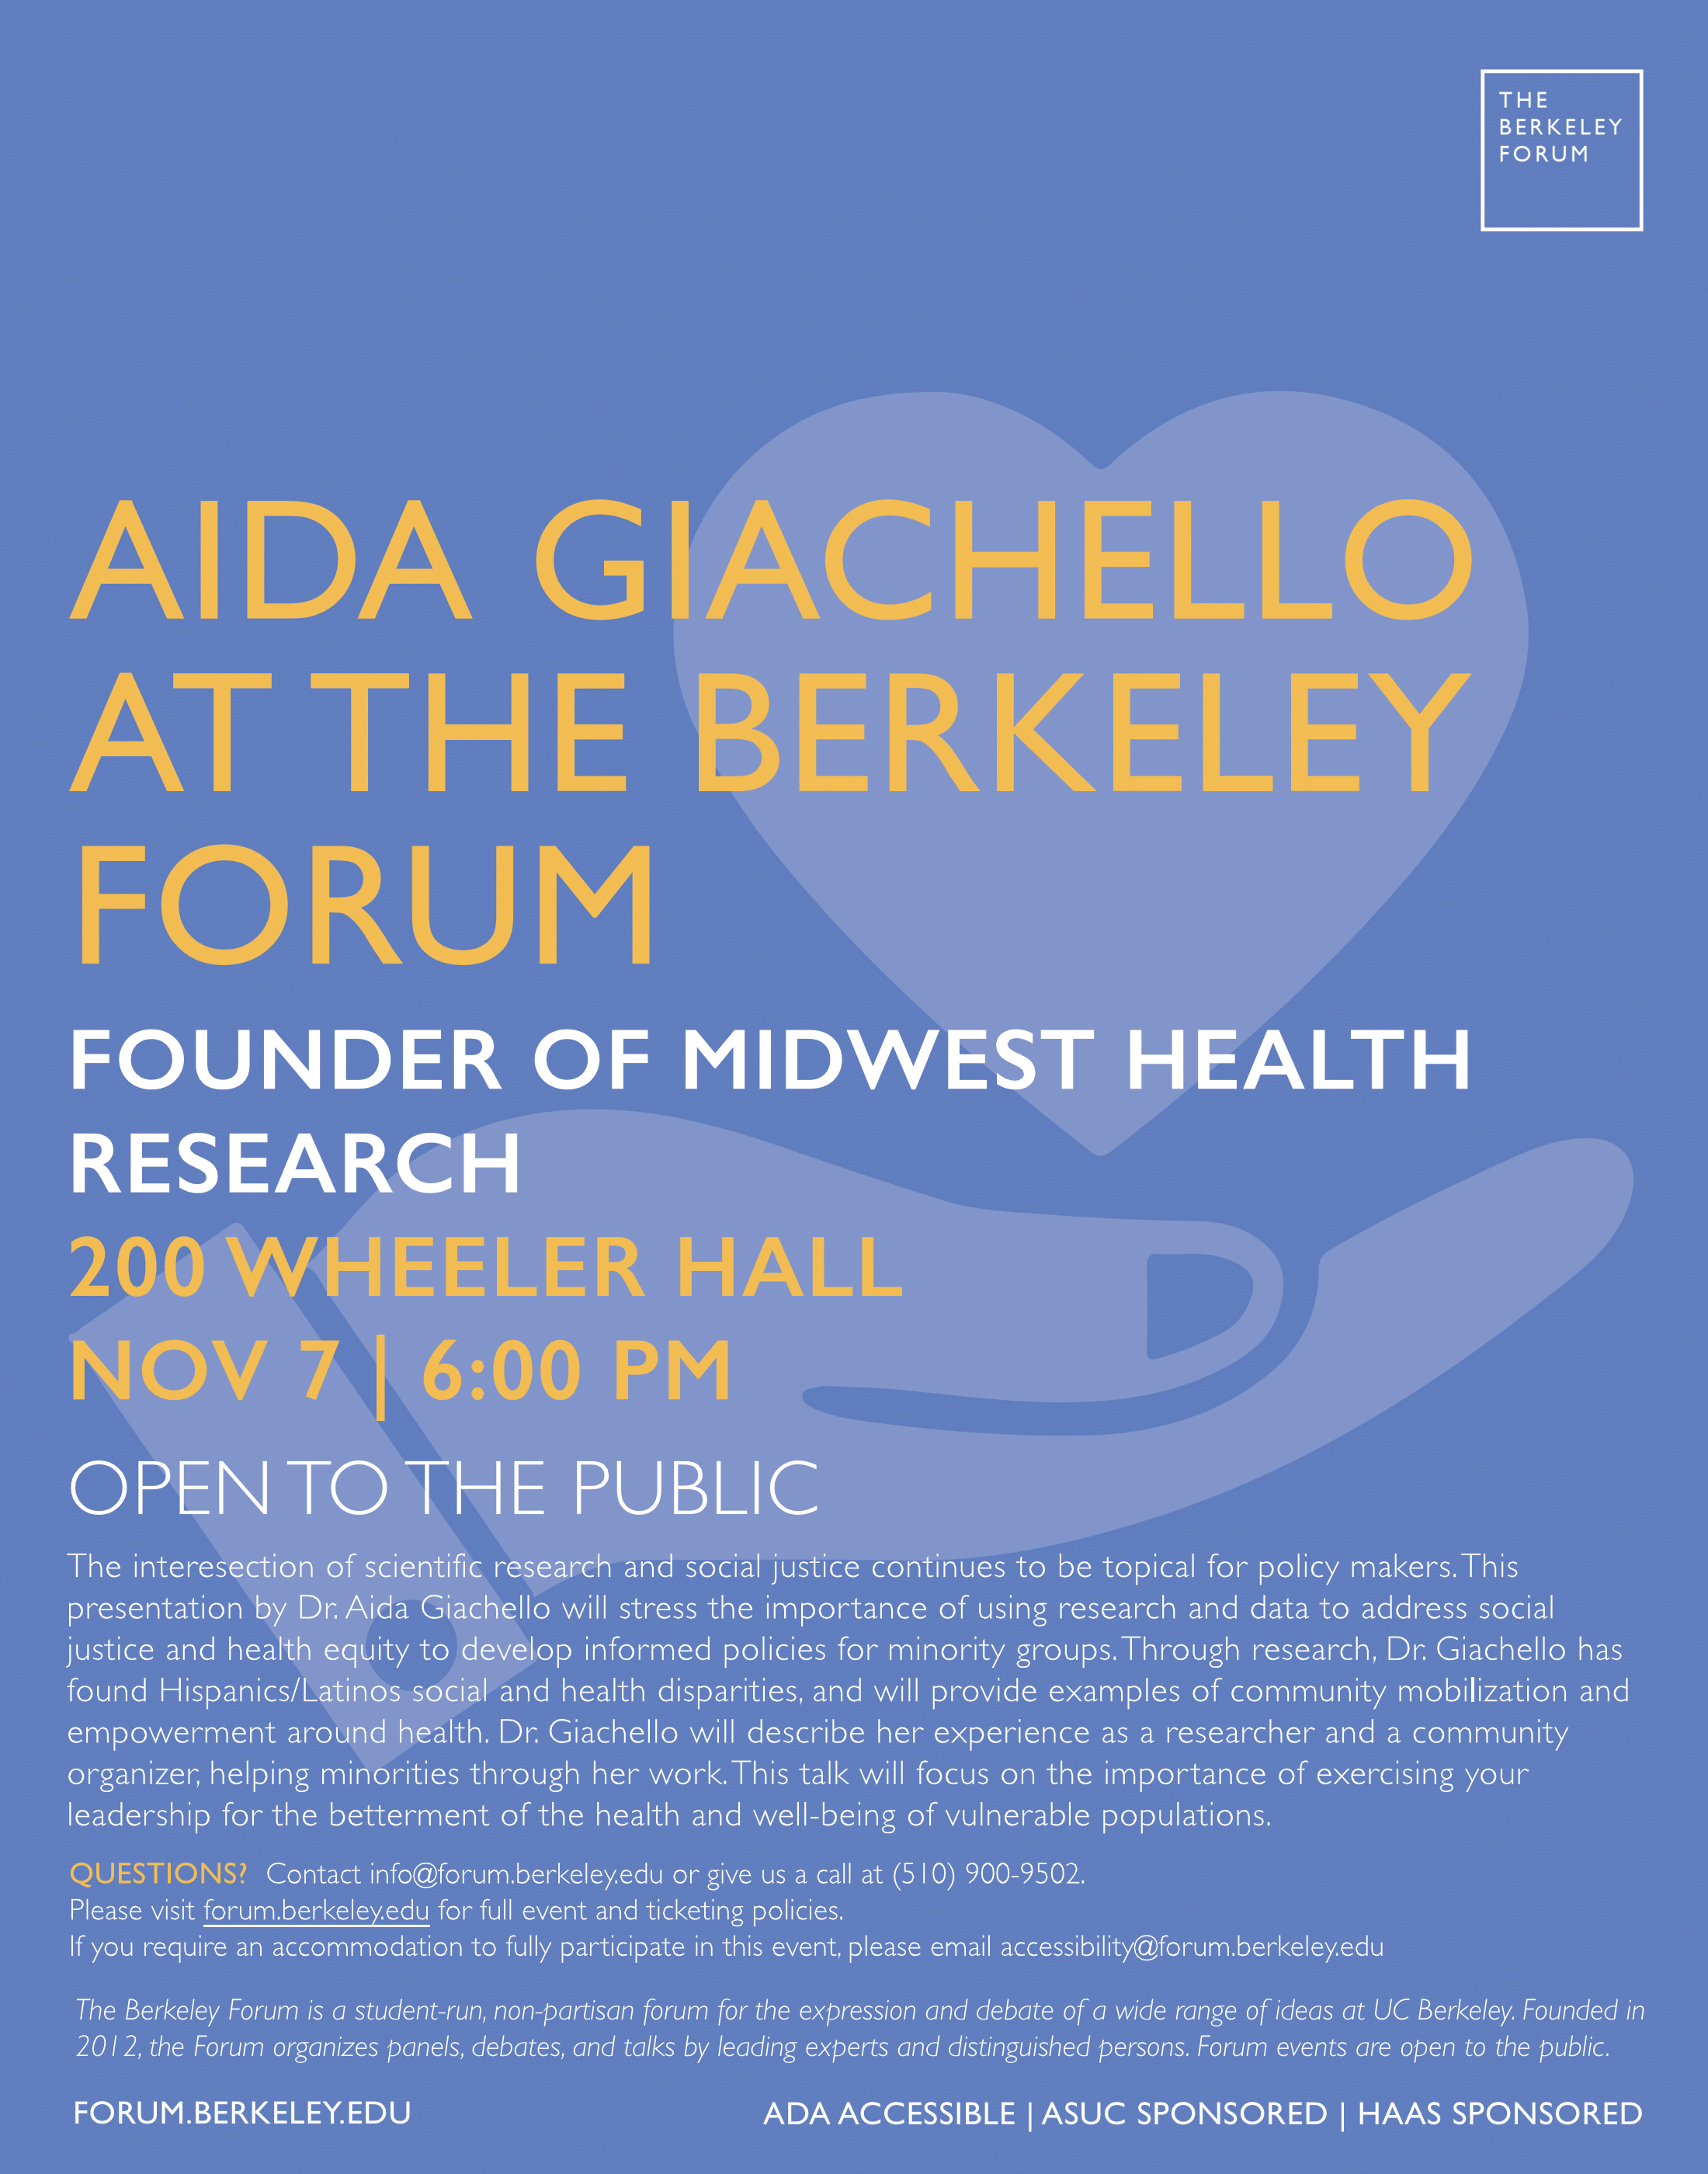 THE
BERKELEY
FORUM
AIDA GIACHELLO
AT THE BERKELEY
FORUM
FOUNDER OF MIDWEST HEALTH
RESEARCH
200 WHEELER HALL
NOV 7 | 6:00 PM
OPEN TO THE PUBLIC
The interesection of scientific research and social justice continues to be topical for policy makers. This
presentation by Dr. Aida Giachello will stress the importance of using research and data to address social
justice and health equity to develop informed policies for minority groups. Through research, Dr. Giachello has
found Hispanics/Latinos social and health disparities, and will provide examples of community mobilization and
empowerment around health. Dr. Giachello will describe her experience as a researcher and a community
organizer, helping minorities through her work. This talk will focus on the importance of exercising your
leadership for the betterment of the health and well-being of vulnerable populations.
QUESTIONS? Contact info@forum.berkeley.edu or give us a call at (510) 900-9502.
Please visit forum.berkeley.edu for full event and ticketing policies.
If you require an accommodation to fully participate in this event, please email accessibility@forum.berkeley.edu
The Berkeley Forum is a student-run, non-partisan forum for the expression and debate of a wide range of ideas at UC Berkeley. Founded in
2012, the Forum organizes panels, debates, and talks by leading experts and distinguished persons. Forum events are open to the public.
FORUM.BERKELEY.EDU
ADA ACCESSIBLE | ASUC SPONSORED | HAAS SPONSORED